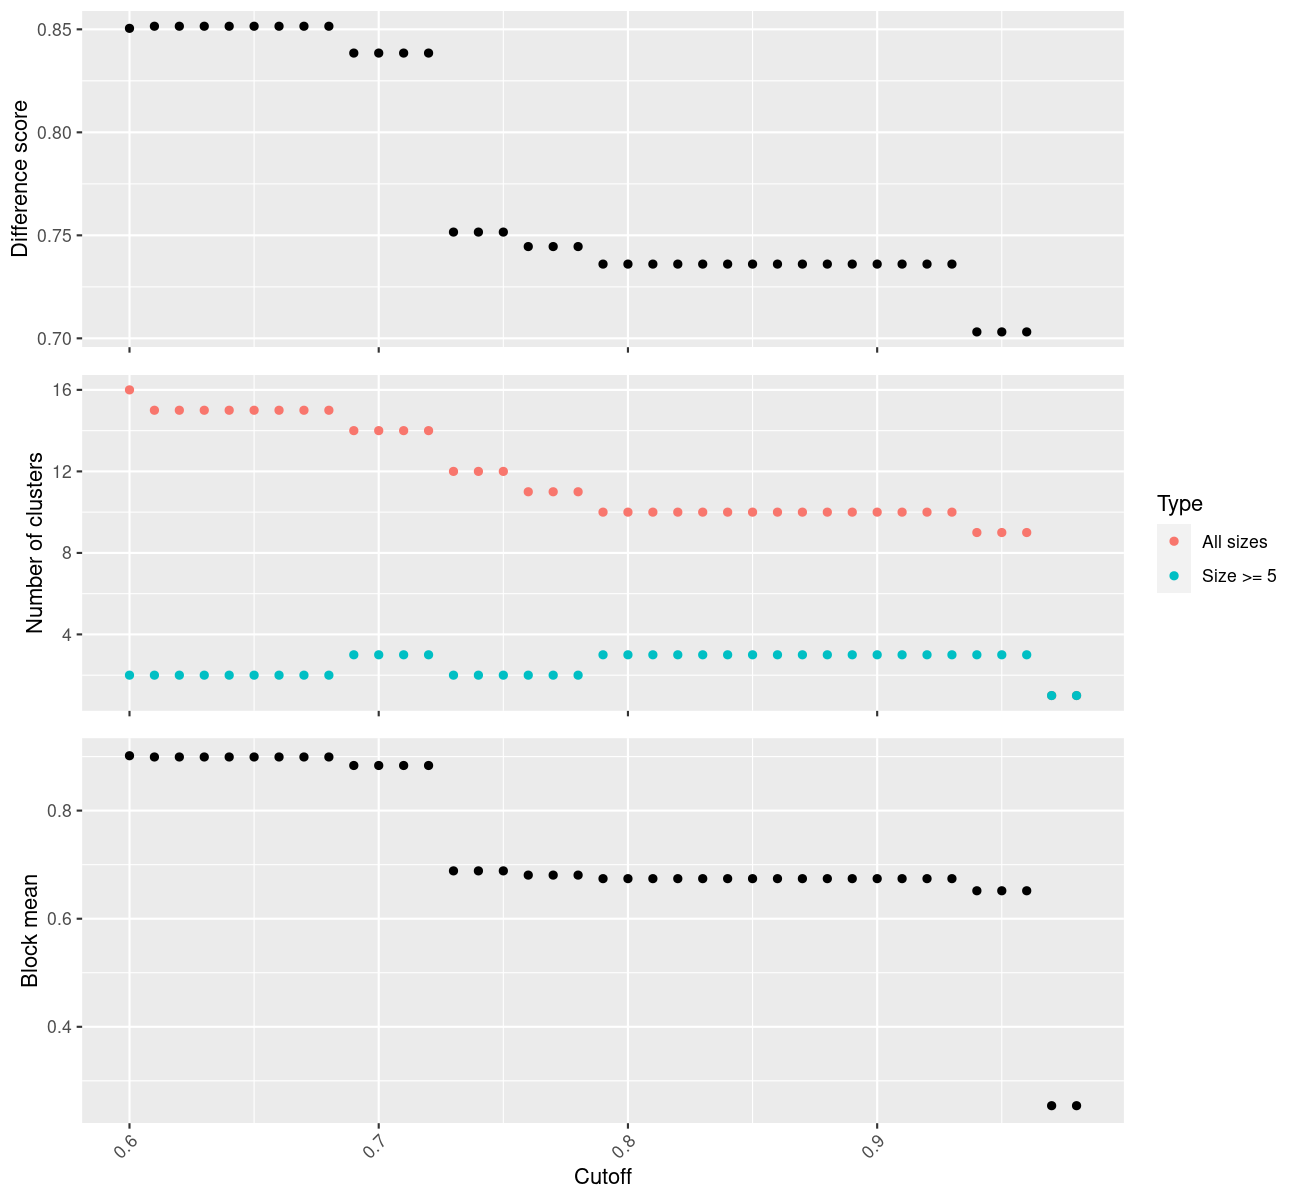 Difference score
0.85
0.80
0.75
0.70
Number of clusters
16
12
8
4
Type
All sizes
Size >= 5
Block mean
0.8
0.6
0.4
0.6
0.7
0.8
0.9
Cutoff